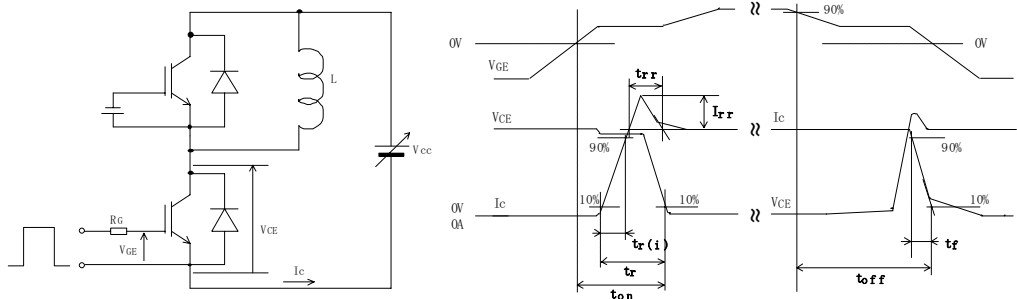 L
Vcc
RG
VGE
VCE
Ic
0V
VGE
90%
0V
trr
Irr
VCE
Ic
90%
90%
0V
0A
Ic
10%
10%
VCE
10%
tr(i)
tr
ton
tf
toff